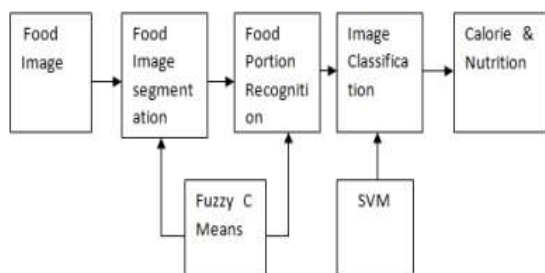 Food
Image
Food
Image
segment
ation
Food
Portion
Recogniti
on
Image
Classifica
tion
Calorie &
Nutrition
Fuzzy C
Means
SVM